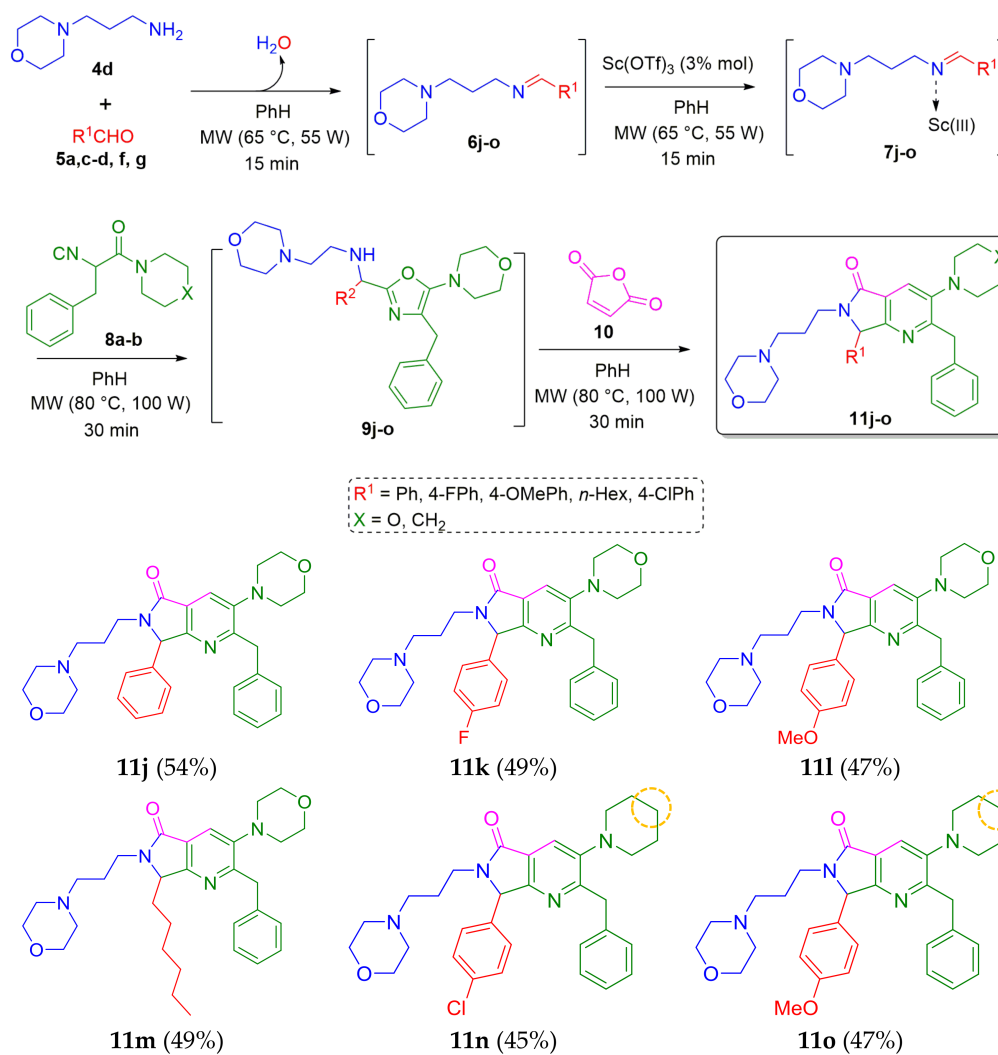 4d
+
R¹CHO
5a,c-d, f, g
H₂O
PhH
MW (65 °C, 55 W)
15 min
O
N
NH₂
O
N
N
R¹
6j-o
Sc(OTf)₃ (3% mol)
PhH
MW (65 °C, 55 W)
15 min
O
N
N
R¹
Sc(III)
7j-o
CN
O
N
X
8a-b
PhH
MW (80 °C, 100 W)
30 min
O
N
NH
R²
O
N
N
O
9j-o
O
O
O
10
PhH
MW (80 °C, 100 W)
30 min
O
N
N
X
N
R¹
N
O
11j-o
R¹ = Ph, 4-FPh, 4-OMePh, n-Hex, 4-ClPh
X = O, CH₂
O
N
O
N
N
N
O
11j (54%)
O
N
O
N
N
N
O
F
11k (49%)
O
N
O
N
N
N
O
MeO
11l (47%)
O
N
O
N
N
N
O
11m (49%)
O
N
N
N
N
O
Cl
11n (45%)
O
N
N
N
N
O
MeO
11o (47%)